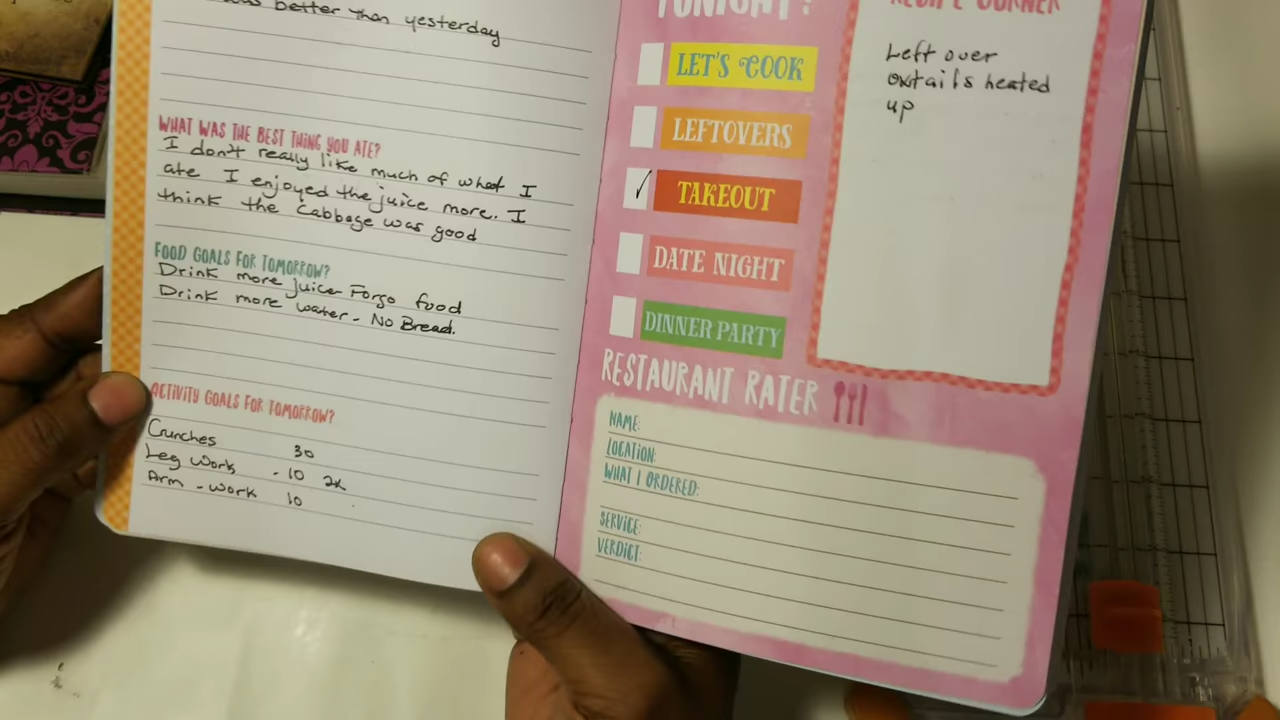 was better than yesterday
WHAT WAS THE BEST THING YOU ATE?
I don't really like much of what I
ate I enjoyed the juice more. I
think the Cabbage was good
FOOD GOALS FOR TOMORROW?
Drink more juice Forgo food
Drink more water - No Bread.
ACTIVITY GOALS FOR TOMORROW?
Crunches 30
Leg Work - 10 2x
Arm - work 10
TONIGHT?
LET'S COOK
LEFTOVERS
TAKEOUT
DATE NIGHT
DINNER PARTY
RECIPE CORNER
Left over
oxtails heated
up
RESTAURANT RATER
NAME:
LOCATION:
WHAT I ORDERED:
SERVICE:
VERDICT: